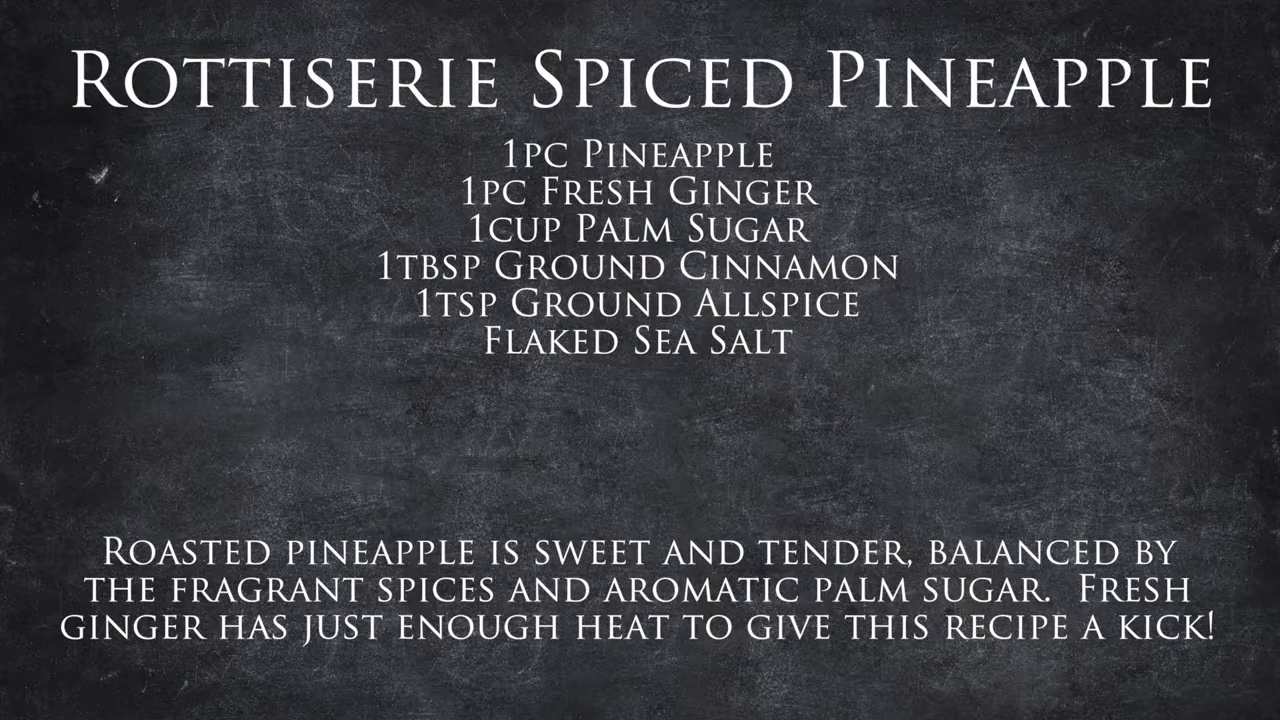 Rottiserie Spiced Pineapple
1pc Pineapple
1pc Fresh Ginger
1cup Palm Sugar
1tbsp Ground Cinnamon
1tsp Ground Allspice
Flaked Sea Salt
Roasted pineapple is sweet and tender, balanced by
the fragrant spices and aromatic palm sugar.  Fresh
ginger has just enough heat to give this recipe a kick!